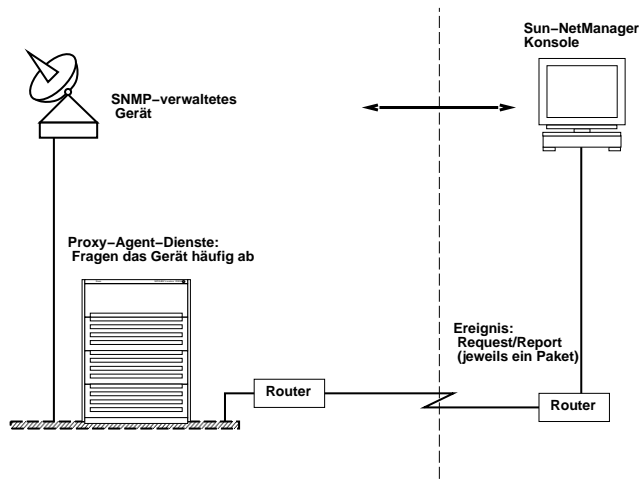 Sun–NetManager
Konsole
SNMP–verwaltetes
Gerät
Proxy–Agent–Dienste:
Fragen das Gerät häufig ab
Ereignis:
Request/Report
(jeweils ein Paket)
Router
Router